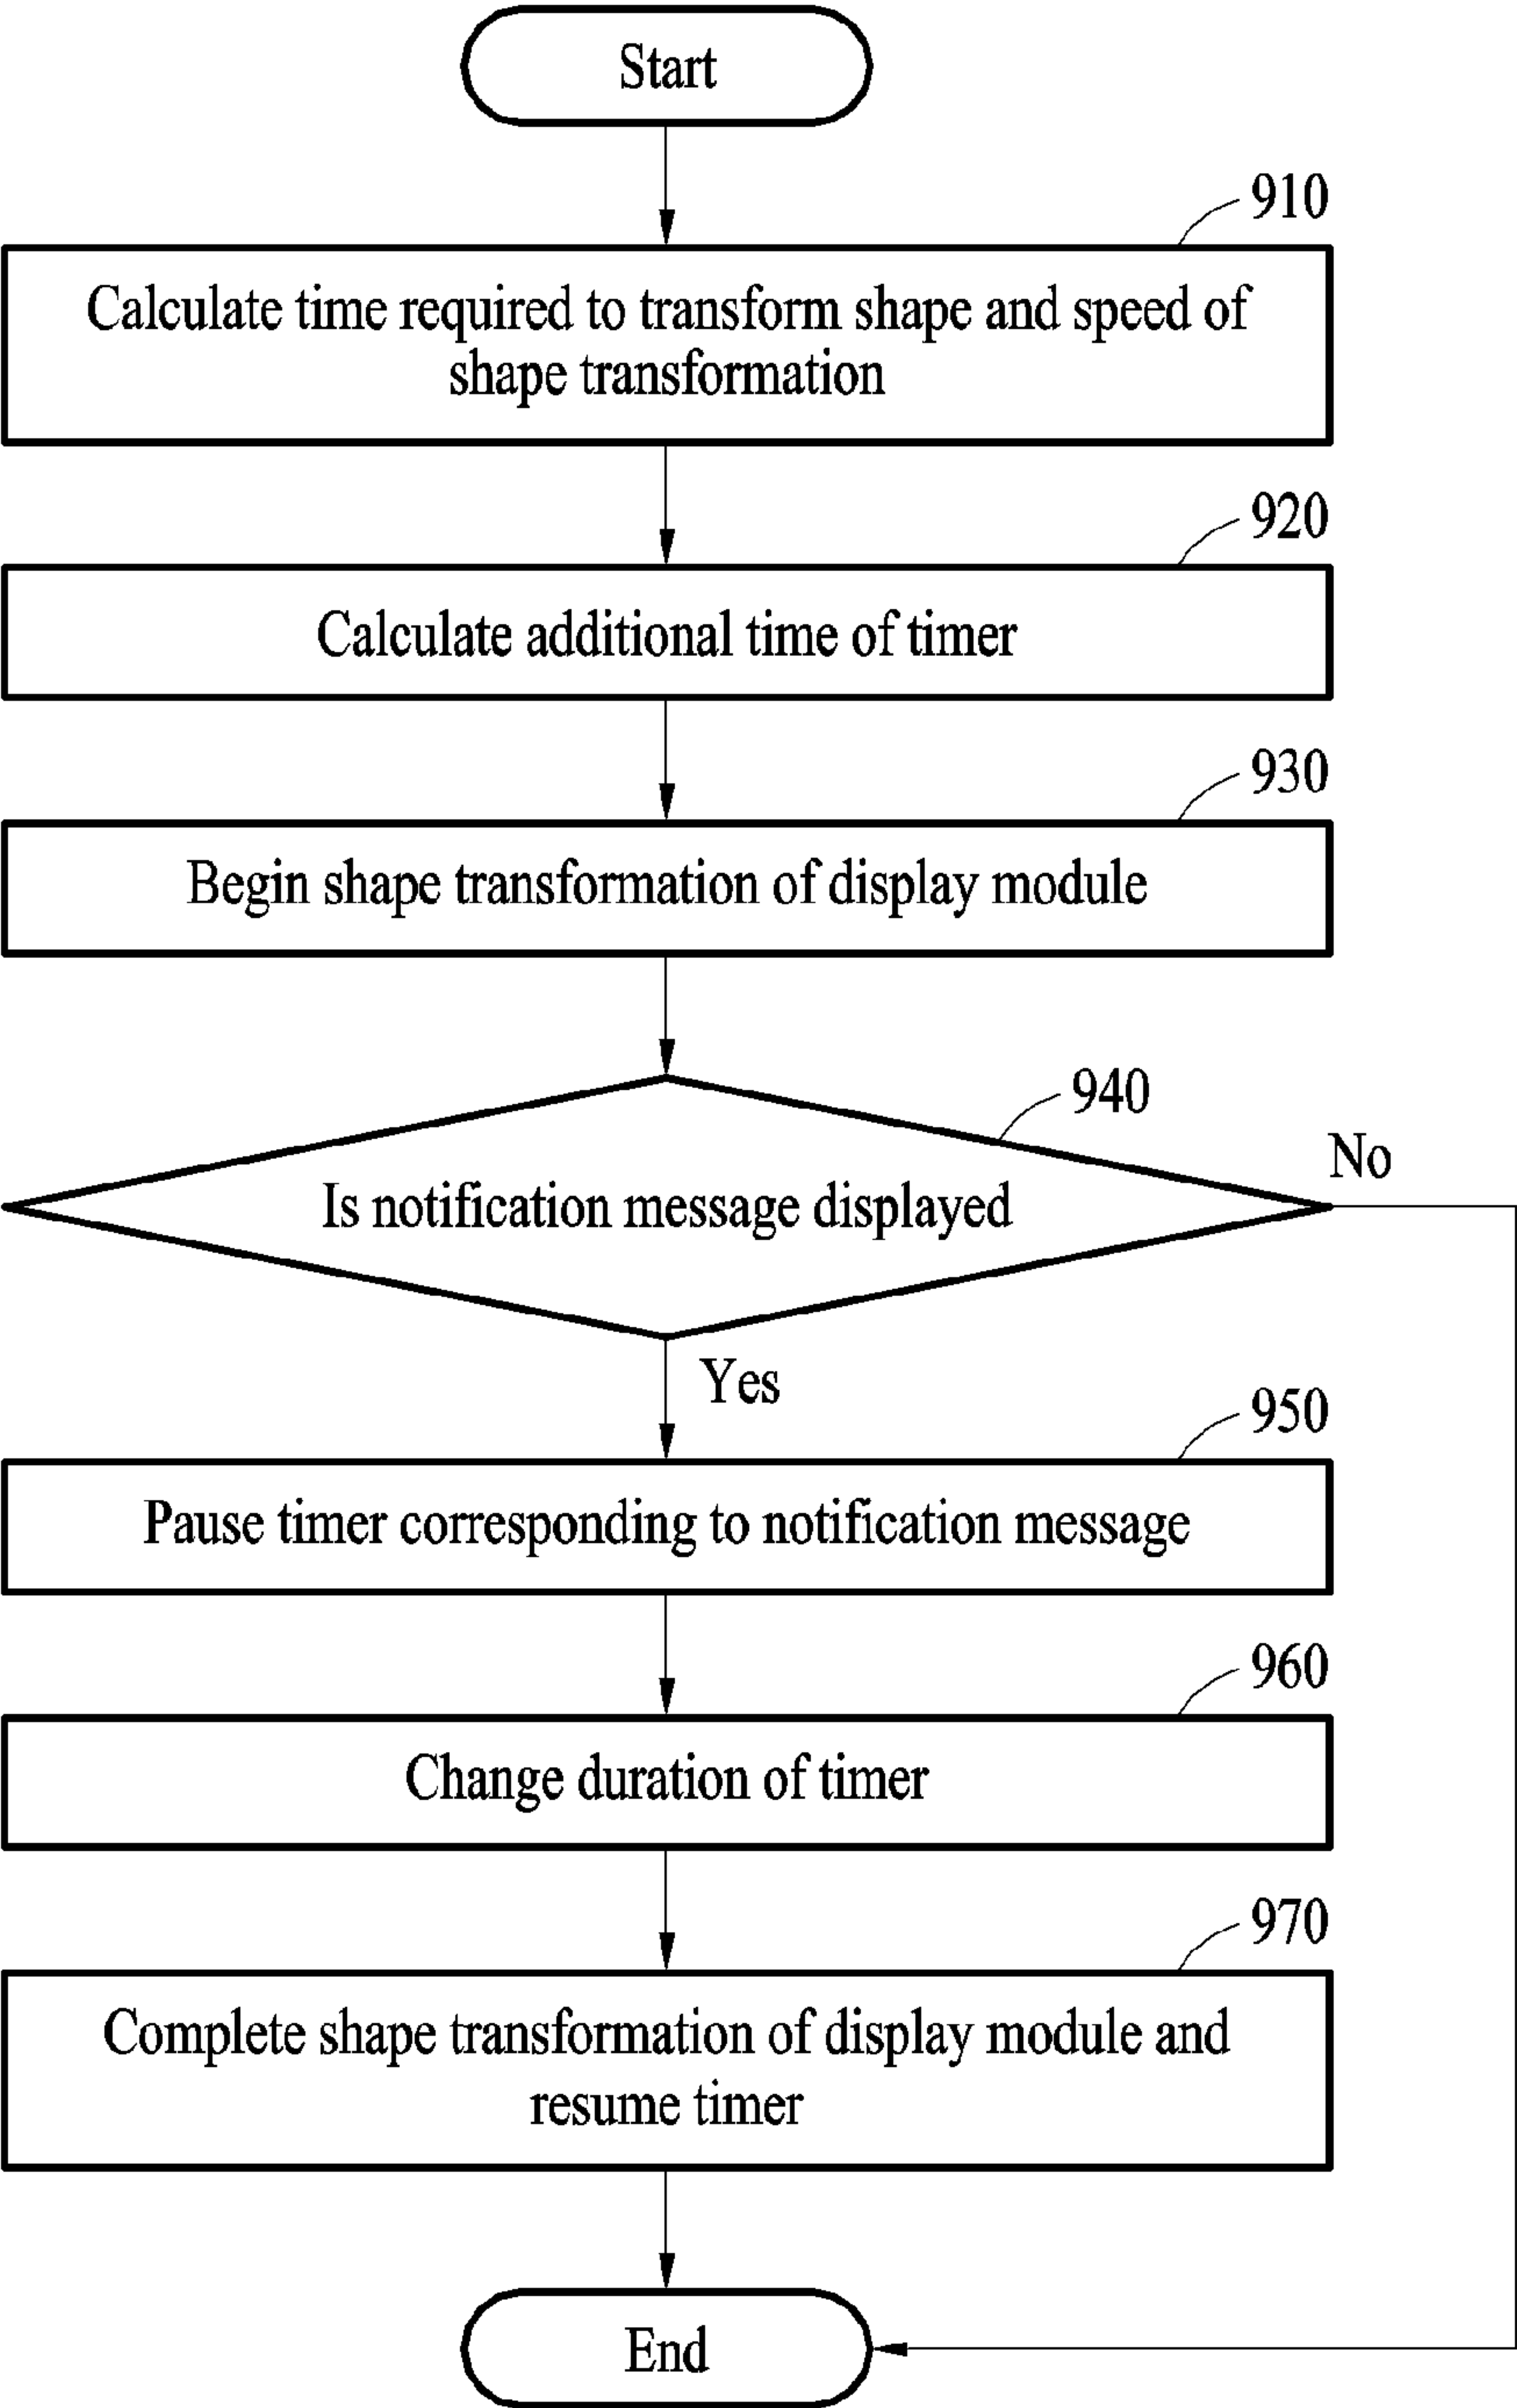 Start
910
Calculate time required to transform shape and speed of
shape transformation
920
Calculate additional time of timer
930
Begin shape transformation of display module
940
No
Is notification message displayed
Yes
950
Pause timer corresponding to notification message
960
Change duration of timer
970
Complete shape transformation of display module and
resume timer
End